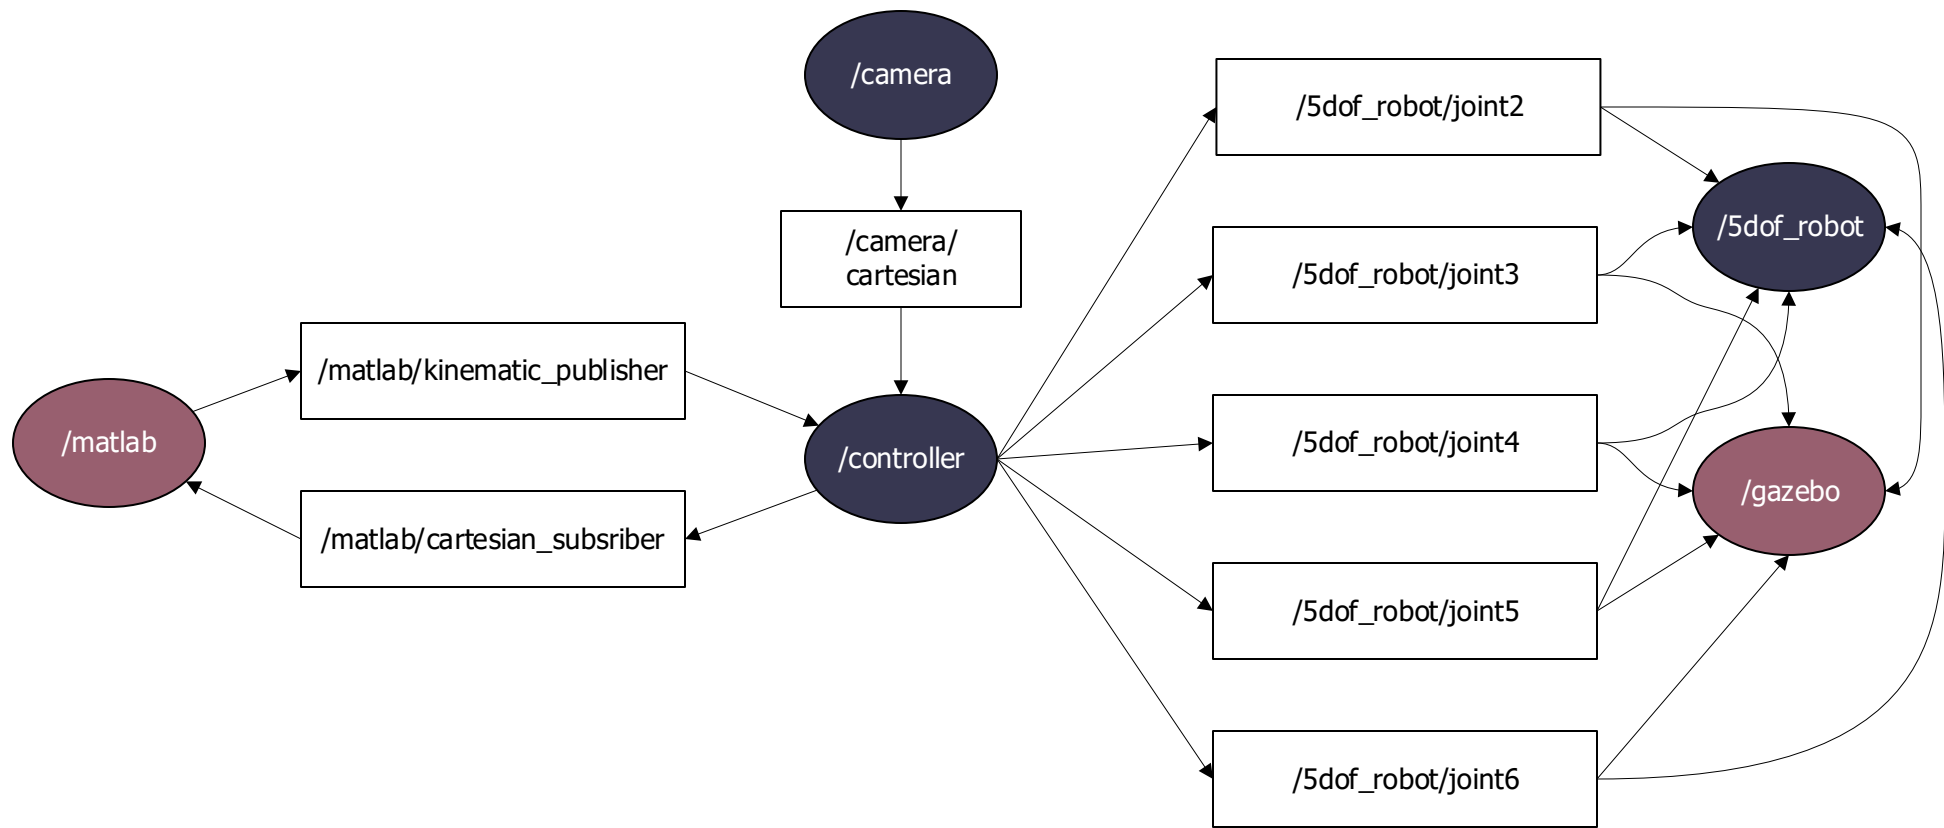 /camera
/camera/
cartesian
/matlab
/matlab/kinematic_publisher
/matlab/cartesian_subsriber
/controller
/5dof_robot/joint2
/5dof_robot/joint3
/5dof_robot/joint4
/5dof_robot/joint5
/5dof_robot/joint6
/5dof_robot
/gazebo